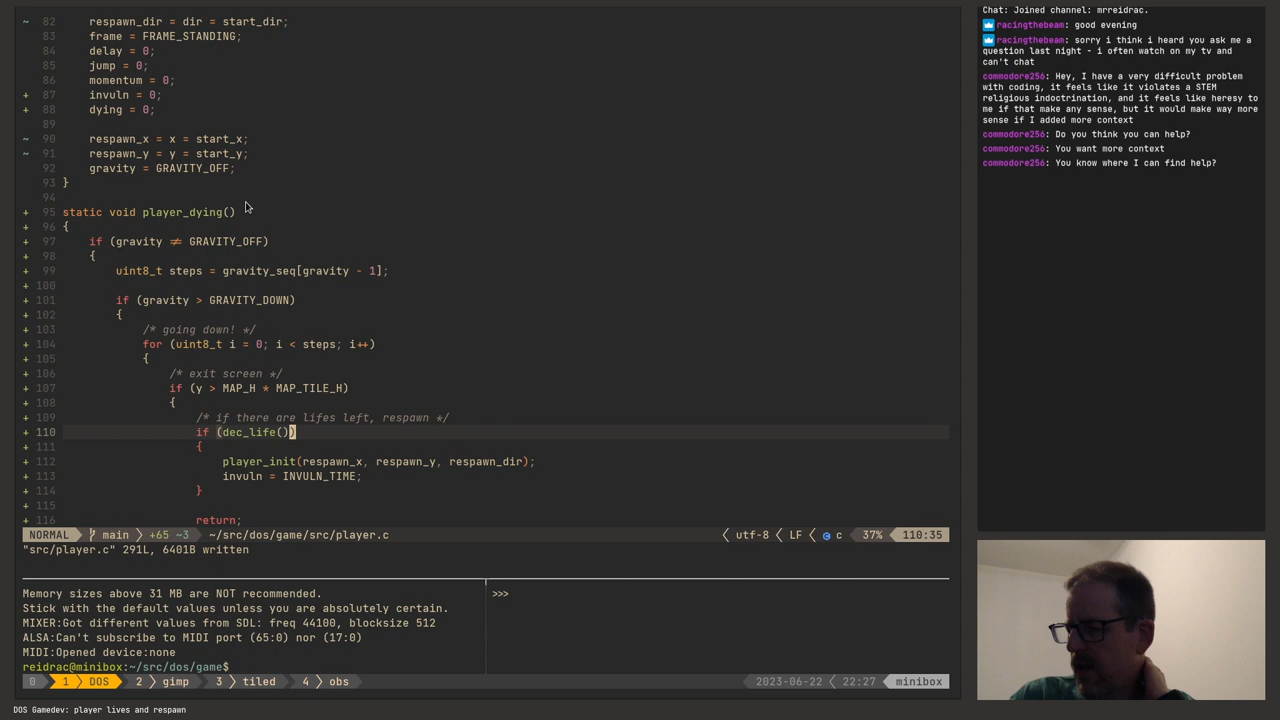 ~ 82 respawn_dir = dir = start_dir;
83 frame = FRAME_STANDING;
84 delay = 0;
85 jump = 0;
86 momentum = 0;
+ 87 invuln = 0;
+ 88 dying = 0;
89
~ 90 respawn_x = x = start_x;
~ 91 respawn_y = y = start_y;
92 gravity = GRAVITY_OFF;
93 }
94
+ 95 static void player_dying()
+ 96 {
+ 97 if (gravity ≠ GRAVITY_OFF)
+ 98 {
+ 99 uint8_t steps = gravity_seq[gravity - 1];
+ 100
+ 101 if (gravity > GRAVITY_DOWN)
+ 102 {
+ 103 /* going down! */
+ 104 for (uint8_t i = 0; i < steps; i++)
+ 105 {
+ 106 /* exit screen */
+ 107 if (y > MAP_H * MAP_TILE_H)
+ 108 {
+ 109 /* if there are lifes left, respawn */
+ 110 if (dec_life())
+ 111 {
+ 112 player_init(respawn_x, respawn_y, respawn_dir);
+ 113 invuln = INVULN_TIME;
+ 114 }
+ 115
+ 116 return;
NORMAL main +65 ~3 ~/src/dos/game/src/player.c utf-8 LF c 37% 110:35
"src/player.c" 291L, 6401B written
Memory sizes above 31 MB are NOT recommended.
Stick with the default values unless you are absolutely certain.
MIXER:Got different values from SDL: freq 44100, blocksize 512
ALSA:Can't subscribe to MIDI port (65:0) nor (17:0)
MIDI:Opened device:none
reidrac@minibox:~/src/dos/game$
>>>
0 1 DOS 2 gimp 3 tiled 4 obs 2023-06-22 22:27 minibox
DOS Gamedev: player lives and respawn
Chat: Joined channel: mrreidrac.
racingthebeam: good evening
racingthebeam: sorry i think i heard you ask me a
question last night - i often watch on my tv and
can't chat
commodore256: Hey, I have a very difficult problem
with coding, it feels like it violates a STEM
religious indoctrination, and it feels like heresy to
me if that make any sense, but it would make way more
sense if I added more context
commodore256: Do you think you can help?
commodore256: You want more context
commodore256: You know where I can find help?